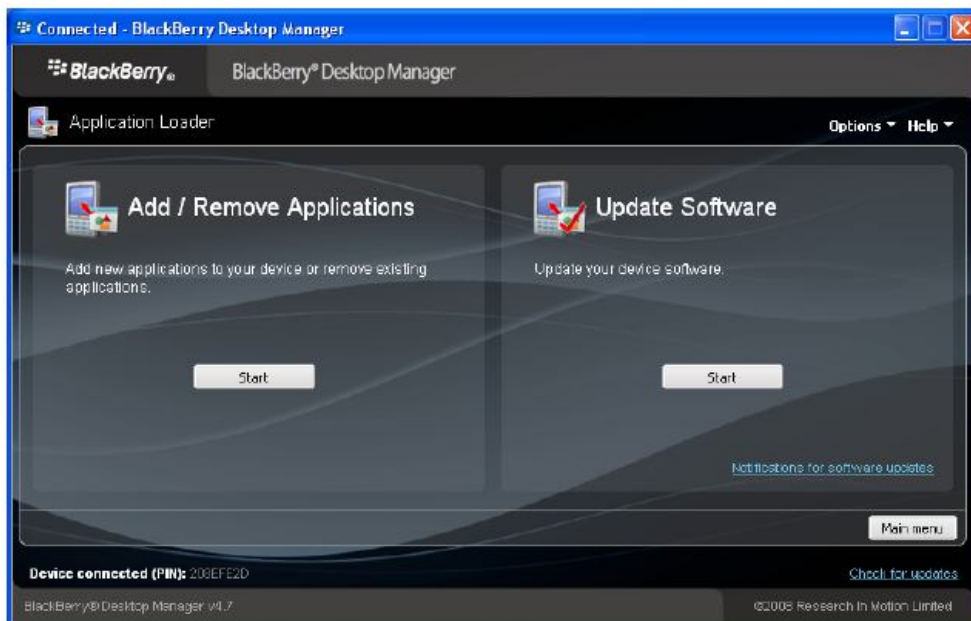 Connected - BlackBerry Desktop Manager
BlackBerry® BlackBerry® Desktop Manager
Application Loader Options Help
Add / Remove Applications
Add new applications to your device or remove existing
applications.
Start
Update Software
Update your device software.
Start
Notifications for software updates
Main menu
Device connected (PIN): 208EFE2D Check for updates
BlackBerry® Desktop Manager v4.7 ©2008 Research In Motion Limited